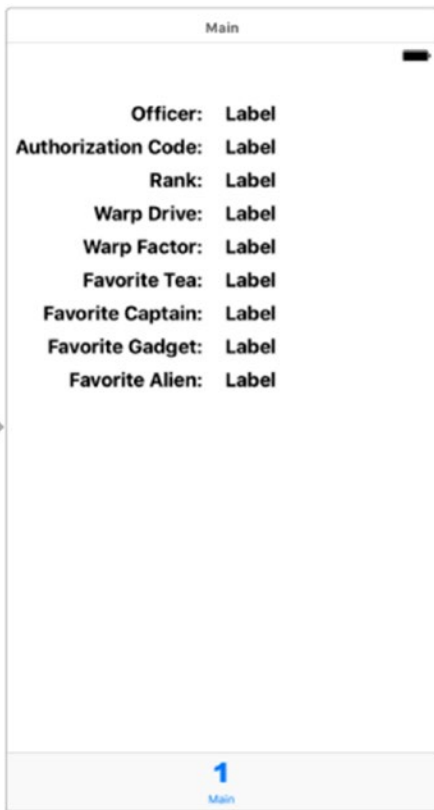 Main
Officer: Label
Authorization Code: Label
Rank: Label
Warp Drive: Label
Warp Factor: Label
Favorite Tea: Label
Favorite Captain: Label
Favorite Gadget: Label
Favorite Alien: Label
1
Main